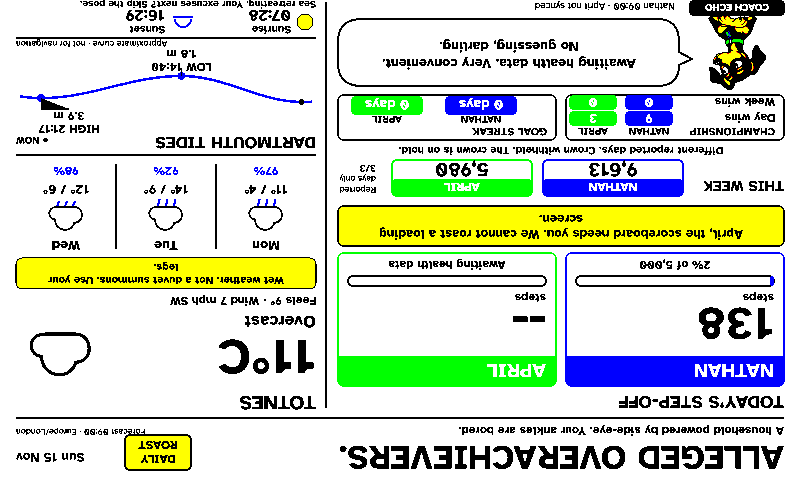 ALLEGED OVERACHIEVERS.
A household powered by side-eye. Your ankles are bored.
DAILY
ROAST
Sun 15 Nov
Forecast 09:00 · Europe/London
TODAY'S STEP-OFF
NATHAN
138
steps
2% of 5,000
APRIL
--
steps
Awaiting health data
April, the scoreboard needs you. We cannot roast a loading
screen.
THIS WEEK
NATHAN
9,613
APRIL
5,980
Reported
days only
3/3
Different reported days. Crown withheld. The crown is on hold.
CHAMPIONSHIP
NATHAN
APRIL
Day wins
9
3
Week wins
0
0
GOAL STREAK
NATHAN
0 days
APRIL
0 days
COACH ECHO
Awaiting health data. Very convenient.
No guessing, darling.
Nathan 09:00 · April not synced
TOTNES
11°C
Overcast
Feels 9° · Wind 7 mph SW
Wet weather. Not a duvet summons. Use your
legs.
Mon
11° / 4°
97%
Tue
14° / 9°
92%
Wed
12° / 6°
98%
DARTMOUTH TIDES
• NOW
HIGH 21:17
3.9 m
LOW 14:40
1.8 m
Approximate curve · not for navigation
Sunrise
07:28
Sunset
16:29
Sea retreating. Your excuses next? Skip the pose.